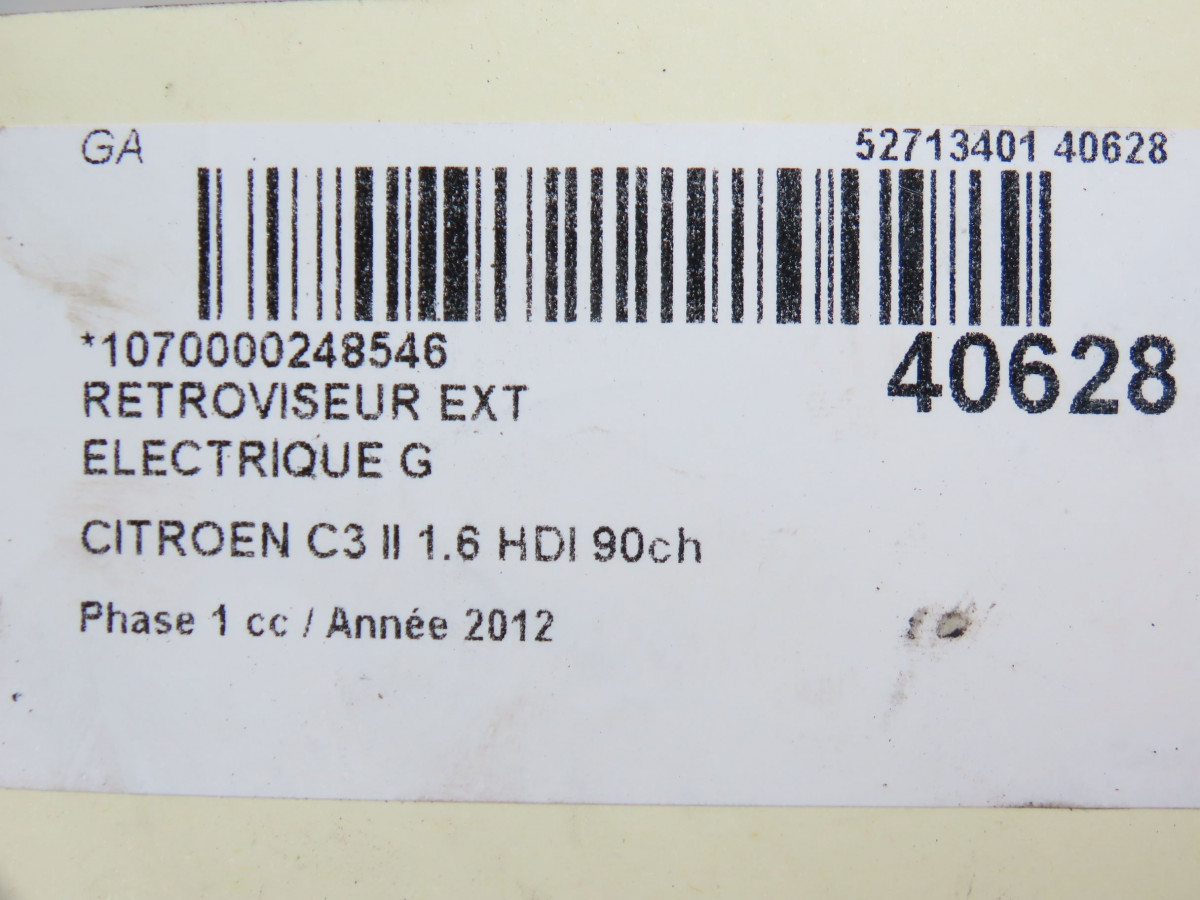 GA
52713401 40628
*1070000248546
40628
RETROVISEUR EXT
ELECTRIQUE G
CITROEN C3 II 1.6 HDI 90ch
Phase 1 cc / Année 2012